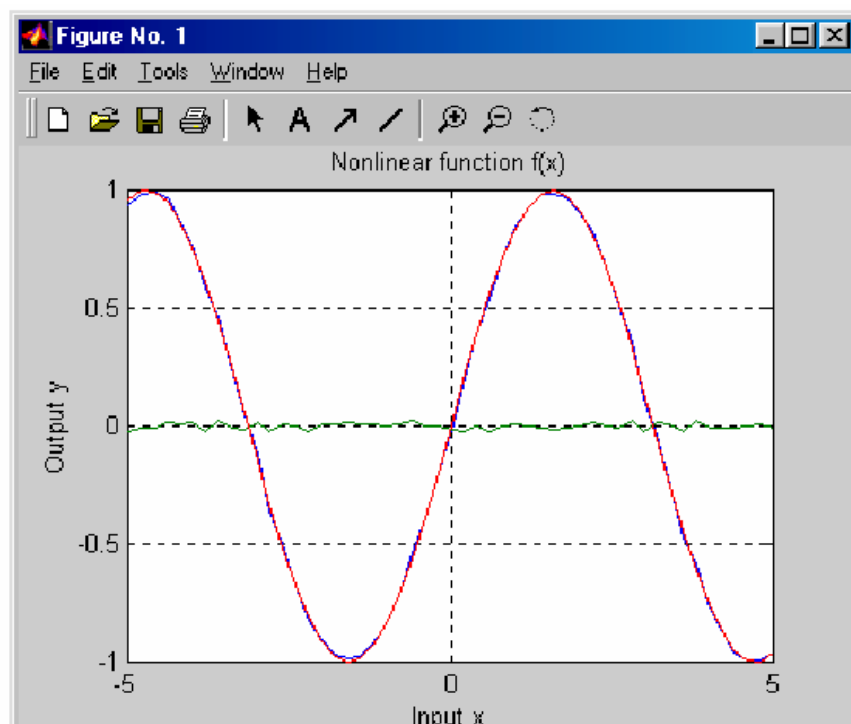 Figure No. 1
File Edit Tools Window Help
A
Nonlinear function f(x)
1
0.5
0
-0.5
-1
Output y
-5 0 5
Input x